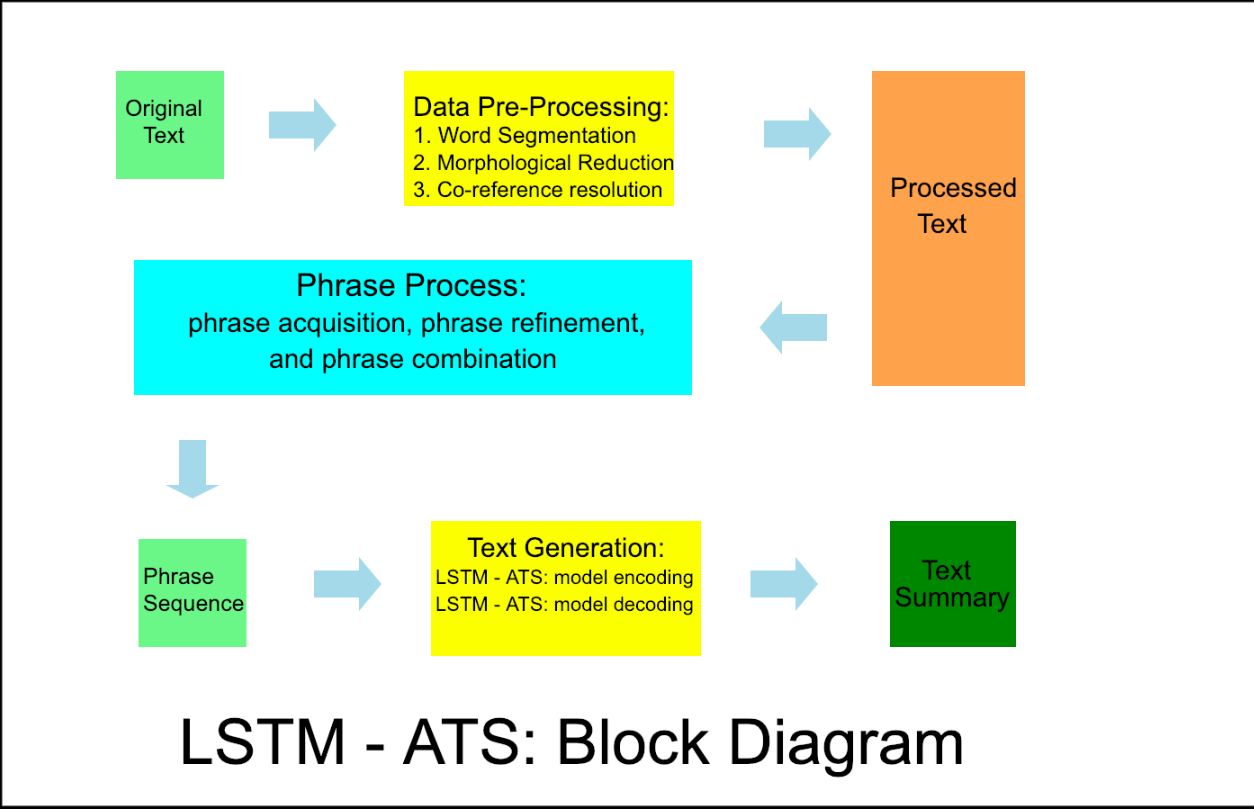 Original
Text
Data Pre-Processing:
1. Word Segmentation
2. Morphological Reduction
3. Co-reference resolution
Processed
Text
Phrase Process:
phrase acquisition, phrase refinement,
and phrase combination
Phrase
Sequence
Text Generation:
LSTM - ATS: model encoding
LSTM - ATS: model decoding
Text
Summary
LSTM - ATS: Block Diagram